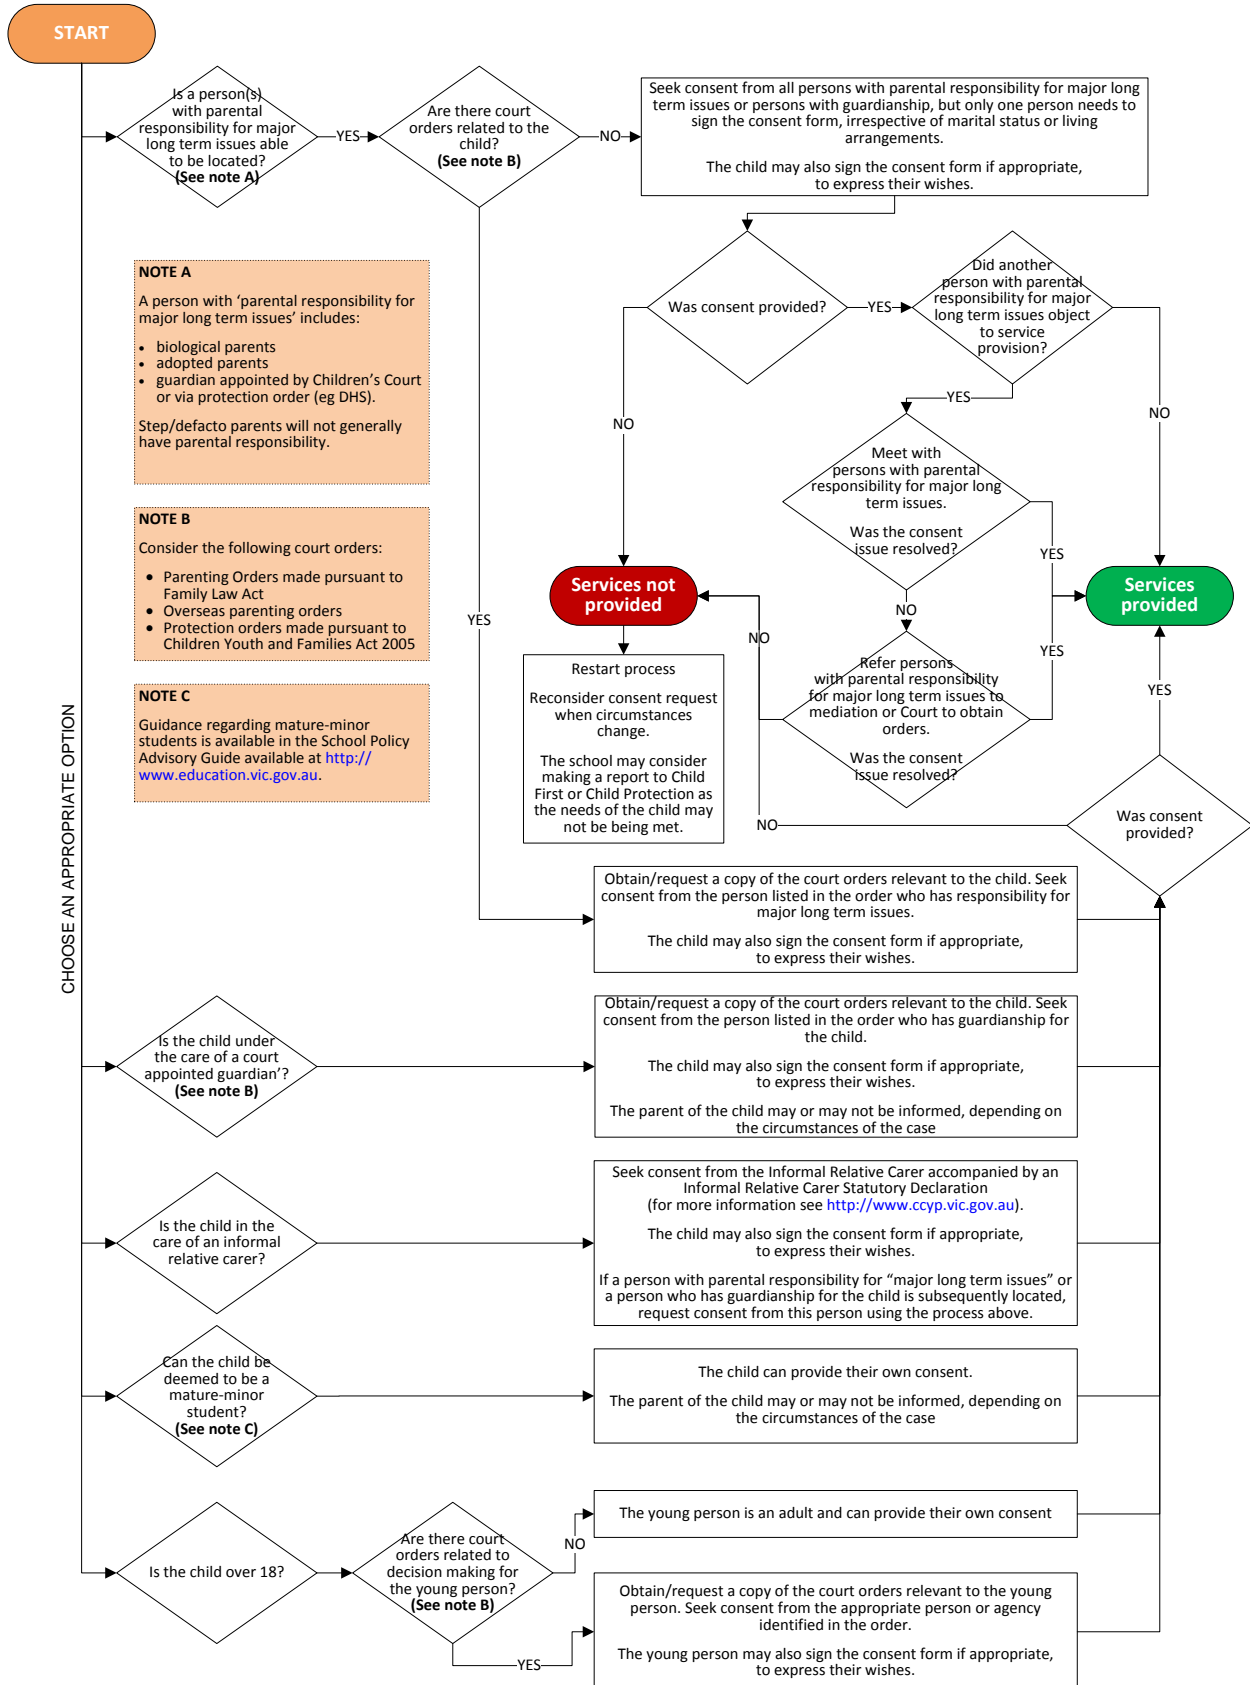 START
Is a person(s)
with parental
responsibility for major
long term issues able
to be located?
(See note A)
YES
Are there court
orders related to the
child?
(See note B)
NO
Seek consent from all persons with parental responsibility for major long
term issues or persons with guardianship, but only one person needs to
sign the consent form, irrespective of marital status or living
arrangements.
The child may also sign the consent form if appropriate,
to express their wishes.
NOTE A
A person with ‘parental responsibility for
major long term issues’ includes:
• biological parents
• adopted parents
• guardian appointed by Children’s Court
or via protection order (eg DHS).
Step/defacto parents will not generally
have parental responsibility.
Was consent provided?
YES
Did another
person with parental
responsibility for major
long term issues object
to service
provision?
YES
NO
NO
Meet with
persons with parental
responsibility for major long
term issues.
Was the consent
issue resolved?
YES
NOTE B
Consider the following court orders:
• Parenting Orders made pursuant to
Family Law Act
• Overseas parenting orders
• Protection orders made pursuant to
Children Youth and Families Act 2005
YES
Services not
provided
NO
Services
provided
NO
YES
Refer persons
with parental responsibility
for major long term issues to
mediation or Court to obtain
orders.
Was the consent
issue resolved?
YES
Restart process
Reconsider consent request
when circumstances
change.
The school may consider
making a report to Child
First or Child Protection as
the needs of the child may
not be being met.
NOTE C
Guidance regarding mature-minor
students is available in the School Policy
Advisory Guide available at http://
www.education.vic.gov.au.
NO
Was consent
provided?
CHOOSE AN APPROPRIATE OPTION
Obtain/request a copy of the court orders relevant to the child. Seek
consent from the person listed in the order who has responsibility for
major long term issues.
The child may also sign the consent form if appropriate,
to express their wishes.
Is the child under
the care of a court
appointed guardian’?
(See note B)
Obtain/request a copy of the court orders relevant to the child. Seek
consent from the person listed in the order who has guardianship for
the child.
The child may also sign the consent form if appropriate,
to express their wishes.
The parent of the child may or may not be informed, depending on
the circumstances of the case
Is the child in the
care of an informal
relative carer?
Seek consent from the Informal Relative Carer accompanied by an
Informal Relative Carer Statutory Declaration
(for more information see http://www.ccyp.vic.gov.au).
The child may also sign the consent form if appropriate,
to express their wishes.
If a person with parental responsibility for “major long term issues” or
a person who has guardianship for the child is subsequently located,
request consent from this person using the process above.
Can the child be
deemed to be a
mature-minor
student?
(See note C)
The child can provide their own consent.
The parent of the child may or may not be informed, depending on
the circumstances of the case
Is the child over 18?
Are there court
orders related to
decision making for
the young person?
(See note B)
NO
The young person is an adult and can provide their own consent
YES
Obtain/request a copy of the court orders relevant to the young
person. Seek consent from the appropriate person or agency
identified in the order.
The young person may also sign the consent form if appropriate,
to express their wishes.